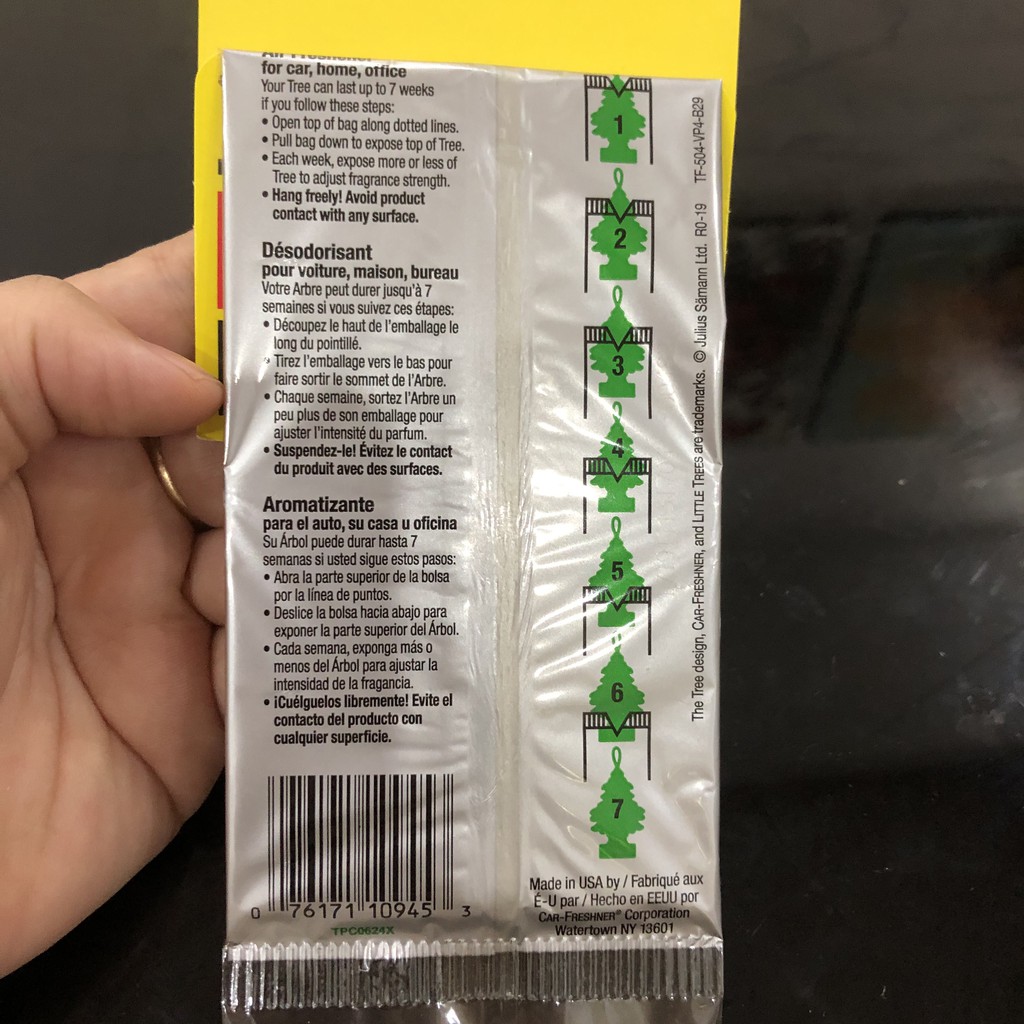 Air Freshener
for car, home, office
Your Tree can last up to 7 weeks
if you follow these steps:
• Open top of bag along dotted lines.
• Pull bag down to expose top of Tree.
• Each week, expose more or less of
Tree to adjust fragrance strength.
• Hang freely! Avoid product
contact with any surface.
Désodorisant
pour voiture, maison, bureau
Votre Arbre peut durer jusqu'à 7
semaines si vous suivez ces étapes:
• Découpez le haut de l'emballage le
long du pointillé.
• Tirez l'emballage vers le bas pour
faire sortir le sommet de l'Arbre.
• Chaque semaine, sortez l'Arbre un
peu plus de son emballage pour
ajuster l'intensité du parfum.
• Suspendez-le! Évitez le contact
du produit avec des surfaces.
Aromatizante
para el auto, su casa u oficina
Su Árbol puede durar hasta 7
semanas si usted sigue estos pasos:
• Abra la parte superior de la bolsa
por la línea de puntos.
• Deslice la bolsa hacia abajo para
exponer la parte superior del Árbol.
• Cada semana, exponga más o
menos del Árbol para ajustar la
intensidad de la fragancia.
• ¡Cuélguelos libremente! Evite el
contacto del producto con
cualquier superficie.
0 76171 10945 3
TPC0624X
1
2
3
4
5
6
7
Made in USA by / Fabriqué aux
É-U par / Hecho en EEUU por
CAR-FRESHNER® Corporation
Watertown NY 13601
The Tree design, CAR-FRESHNER, and LITTLE TREES are trademarks. © Julius Sämann Ltd. R0-19 TF-504-VP4-B29